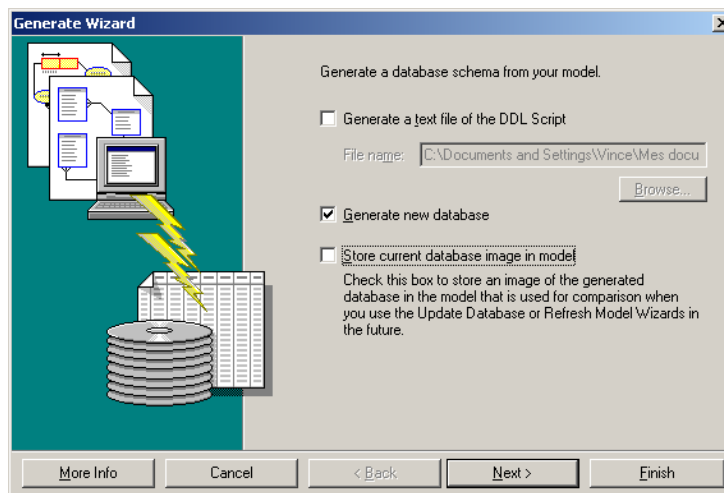 Generate Wizard
Generate a database schema from your model.
Generate a text file of the DDL Script
File name: C:\Documents and Settings\Vince\Mes docu
Browse...
Generate new database
Store current database image in model
Check this box to store an image of the generated
database in the model that is used for comparison when
you use the Update Database or Refresh Model Wizards in
the future.
More Info Cancel < Back Next > Finish